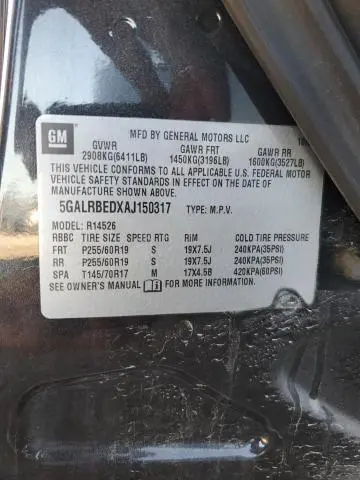 GM
MFD BY GENERAL MOTORS LLC
GVWR GAWR FRT GAWR RR
2908KG(6411LB) 1450KG(3196LB) 1600KG(3527LB)
THIS VEHICLE CONFORMS TO ALL APPLICABLE U.S. FEDERAL MOTOR
VEHICLE SAFETY STANDARDS IN EFFECT ON THE DATE OF MANUFACTURE
SHOWN ABOVE.
5GALRBEDXAJ150317 TYPE: M.P.V.
MODEL: R14526
RBBC TIRE SIZE SPEED RTG RIM COLD TIRE PRESSURE
FRT P255/60R19 S 19X7.5J 240KPA(35PSI)
RR P255/60R19 S 19X7.5J 240KPA(35PSI)
SPA T145/70R17 M 17X4.5B 420KPA(60PSI)
SEE OWNER'S MANUAL FOR MORE INFORMATION.